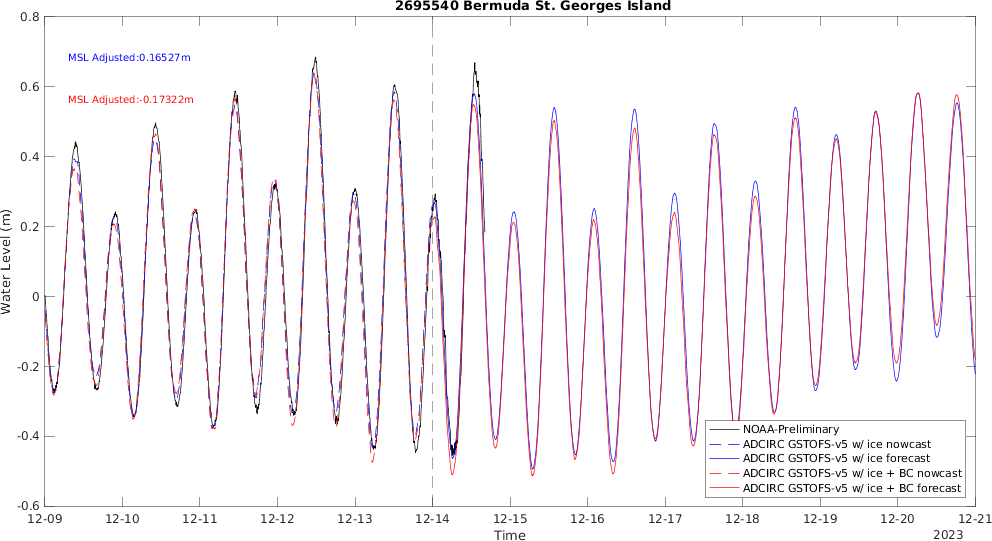 2695540 Bermuda St. Georges Island
0.8
0.6
0.4
0.2
0
-0.2
-0.4
-0.6
Water Level (m)
MSL Adjusted:0.16527m
MSL Adjusted:-0.17322m
NOAA-Preliminary
ADCIRC GSTOFS-v5 w/ ice nowcast
ADCIRC GSTOFS-v5 w/ ice forecast
ADCIRC GSTOFS-v5 w/ ice + BC nowcast
ADCIRC GSTOFS-v5 w/ ice + BC forecast
12-09 12-10 12-11 12-12 12-13 12-14 12-15 12-16 12-17 12-18 12-19 12-20 12-21
Time
2023